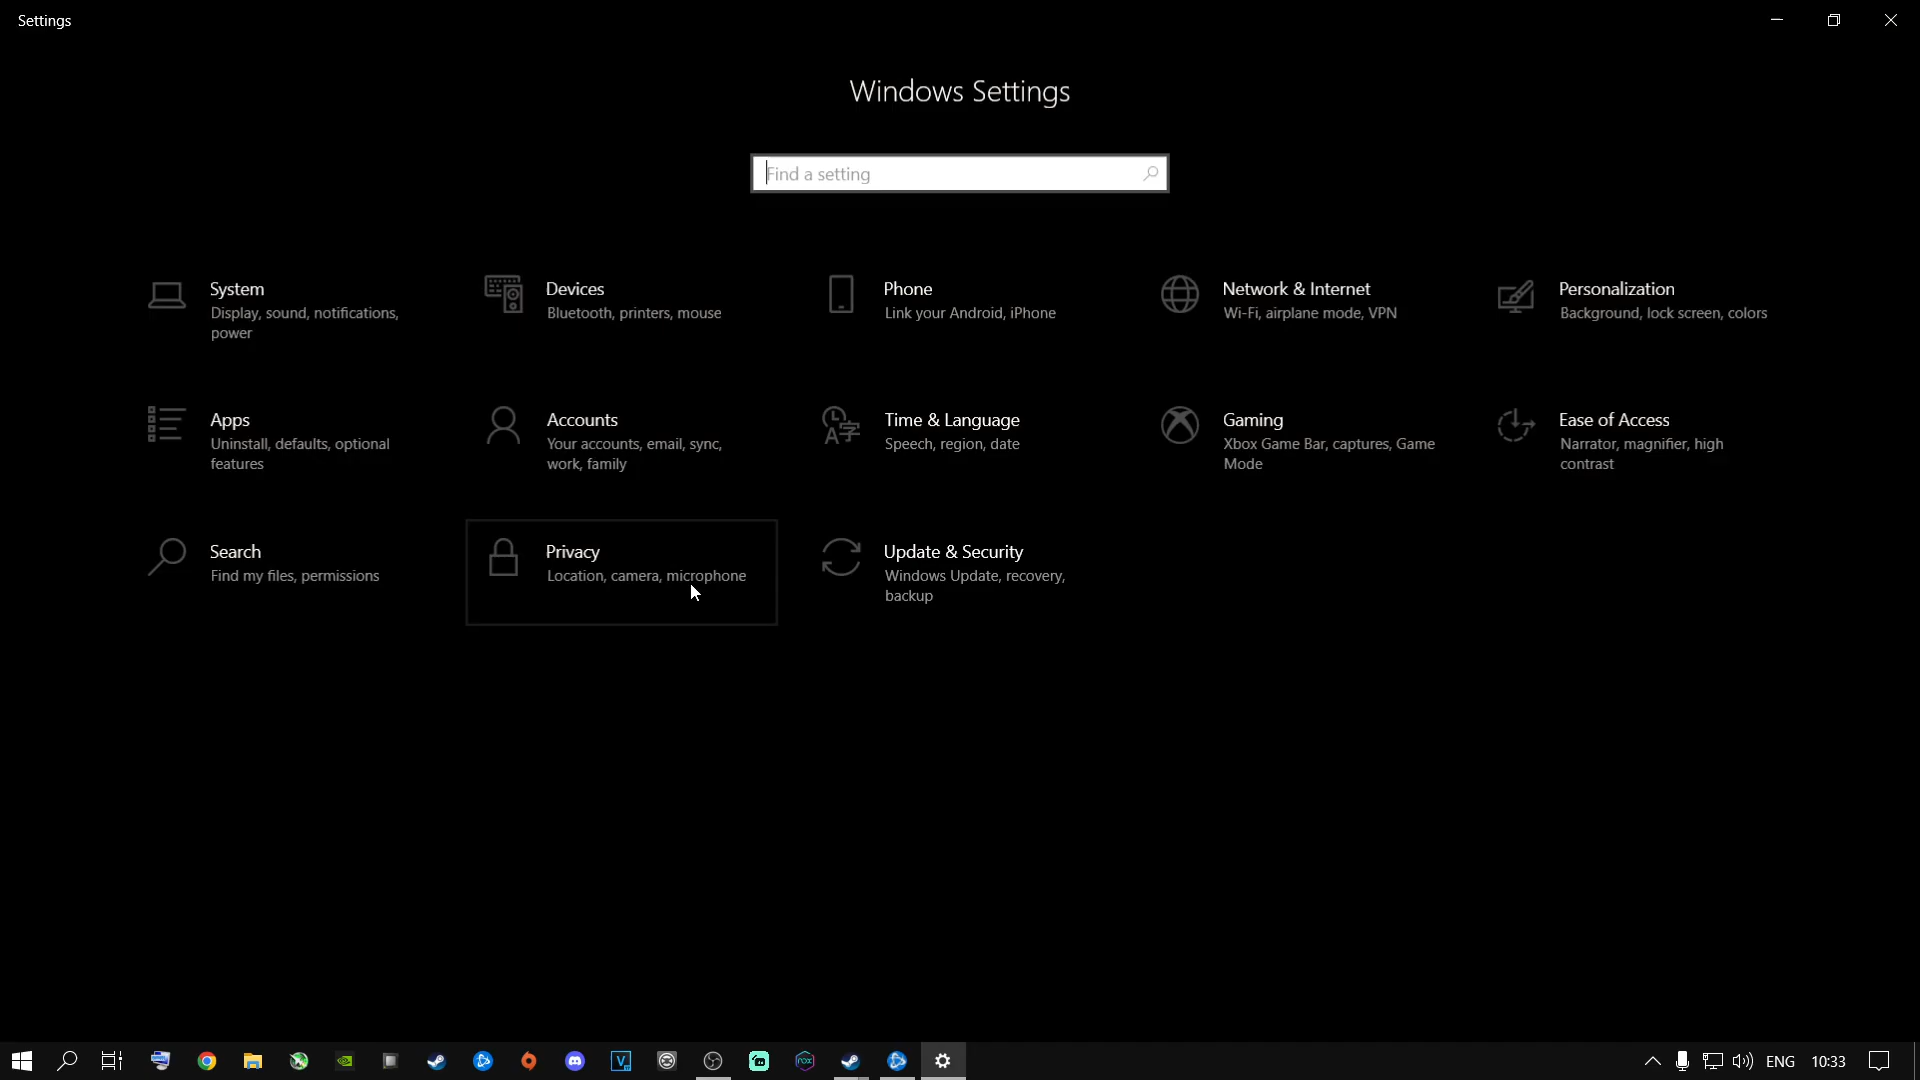 Settings
Windows Settings
Find a setting
System
Display, sound, notifications,
power
Devices
Bluetooth, printers, mouse
Phone
Link your Android, iPhone
Network & Internet
Wi-Fi, airplane mode, VPN
Personalization
Background, lock screen, colors
Apps
Uninstall, defaults, optional
features
Accounts
Your accounts, email, sync,
work, family
Time & Language
Speech, region, date
Gaming
Xbox Game Bar, captures, Game
Mode
Ease of Access
Narrator, magnifier, high
contrast
Search
Find my files, permissions
Privacy
Location, camera, microphone
Update & Security
Windows Update, recovery,
backup
ENG
10:33